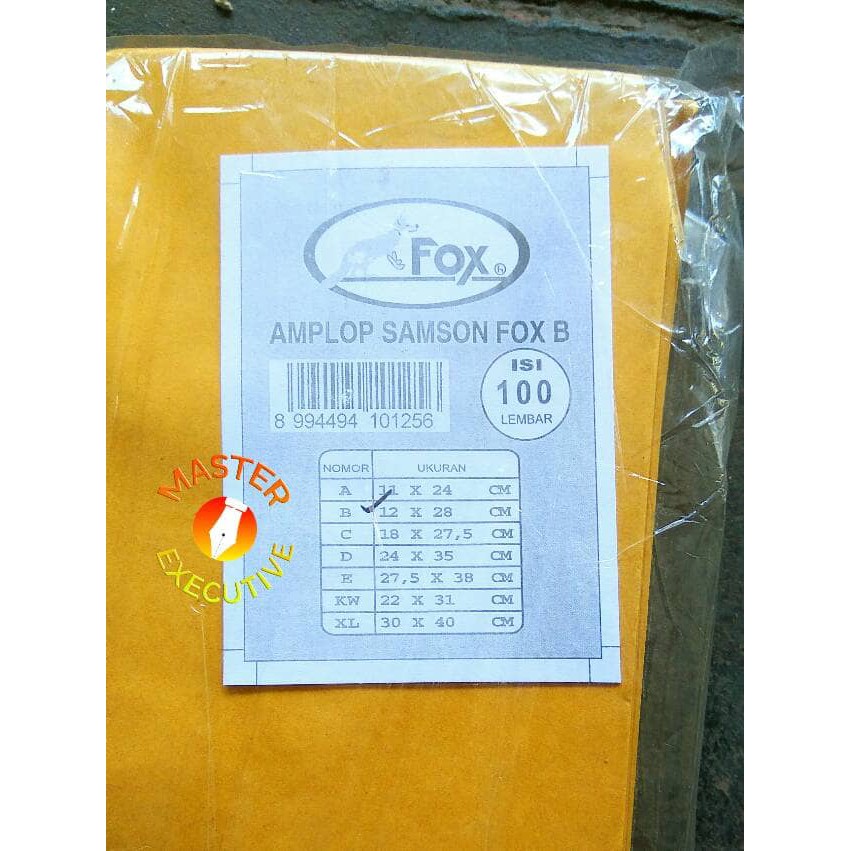 FOX
AMPLOP SAMSON FOX B
8 994494 101256
ISI
100
LEMBAR
NOMOR UKURAN
A 11 X 24 CM
B 12 X 28 CM
C 18 X 27,5 CM
D 24 X 35 CM
E 27,5 X 38 CM
KW 22 X 31 CM
XL 30 X 40 CM
MASTER
EXECUTIVE